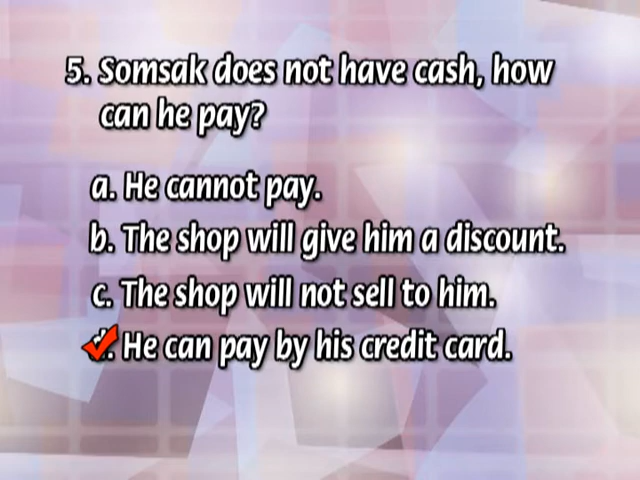 5. Somsak does not have cash, how
can he pay?
a. He cannot pay.
b. The shop will give him a discount.
c. The shop will not sell to him.
d. He can pay by his credit card.